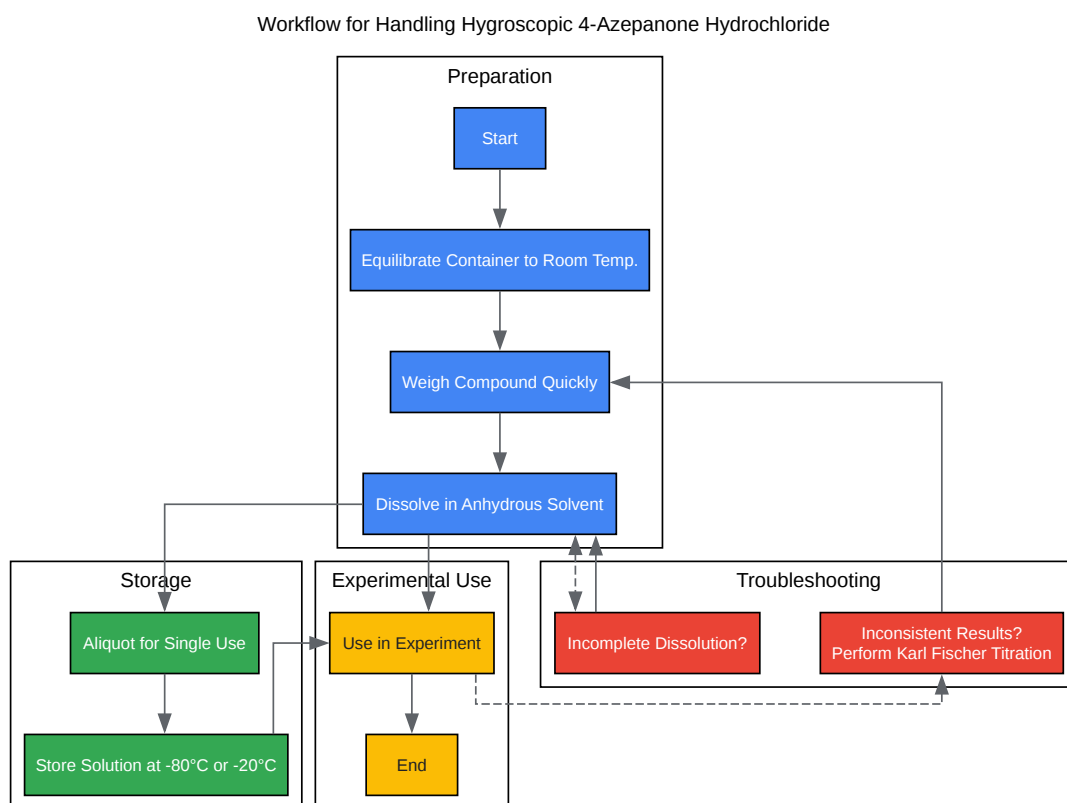 Workflow for Handling Hygroscopic 4-Azepanone Hydrochloride
Preparation
Start
Equilibrate Container to Room Temp.
Weigh Compound Quickly
Dissolve in Anhydrous Solvent
Storage
Aliquot for Single Use
Store Solution at -80°C or -20°C
Experimental Use
Use in Experiment
End
Troubleshooting
Incomplete Dissolution?
Inconsistent Results?
Perform Karl Fischer Titration